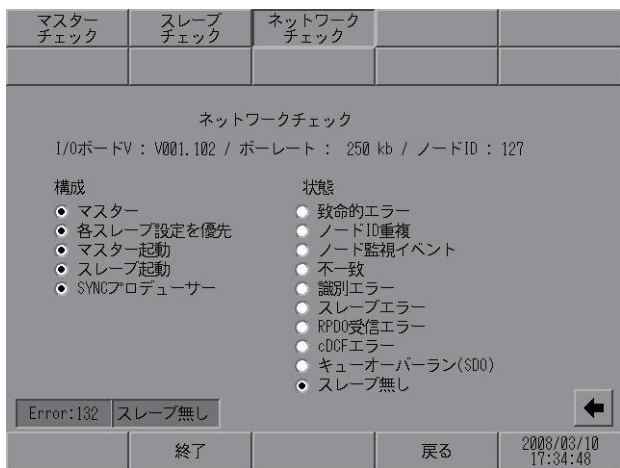 マスター
チェック
スレーブ
チェック
ネットワーク
チェック
ネットワークチェック
I/OボードV : V001.102 / ボーレート : 250 kb / ノードID : 127
構成
マスター
各スレーブ設定を優先
マスター起動
スレーブ起動
SYNCプロデューサー
状態
致命的エラー
ノードID重複
ノード監視イベント
不一致
識別エラー
スレーブエラー
RPDO受信エラー
cDCFエラー
キューオーバーラン(SDO)
スレーブ無し
Error:132 スレーブ無し
終了
戻る
2008/03/10
17:34:48